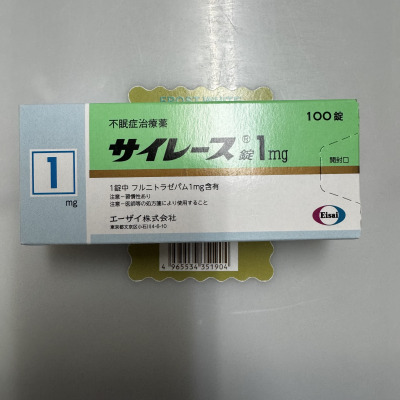 FROST WHITE
不眠症治療薬
100錠
サイレース®錠1mg
開封口
1
mg
1錠中 フルニトラゼパム1mg含有
注意-習慣性あり
注意-医師等の処方箋により使用すること
エーザイ株式会社
東京都文京区小石川4-6-10
Eisai
4 965534 351904